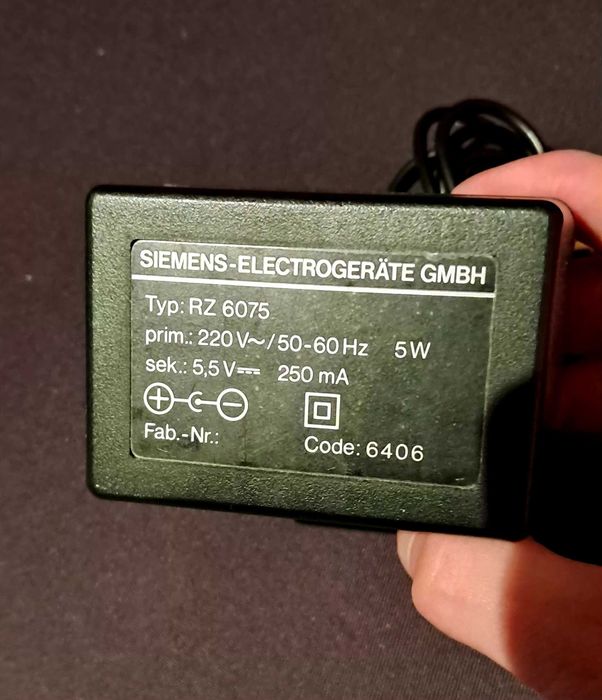 SIEMENS-ELECTROGERÄTE GMBH
Typ: RZ 6075
prim.: 220 V~/50-60 Hz 5 W
sek.: 5,5 V⎓ 250 mA
Fab.-Nr.:
Code: 6406